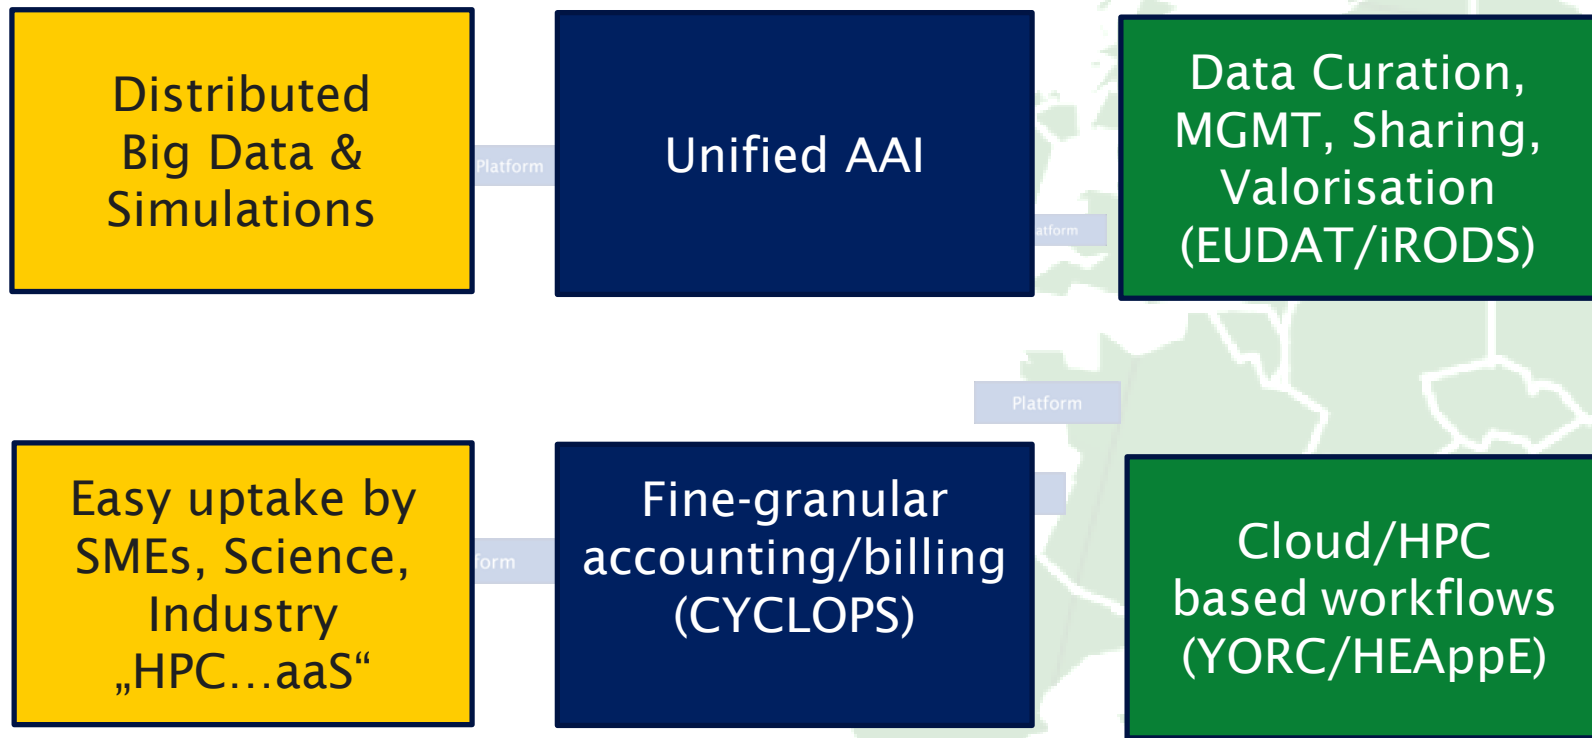 Distributed
Big Data &
Simulations
Platform
Unified AAI
atform
Data Curation,
MGMT, Sharing,
Valorisation
(EUDAT/iRODS)
Platform
Easy uptake by
SMEs, Science,
Industry
„HPC...aaS“
form
Fine-granular
accounting/billing
(CYCLOPS)
Cloud/HPC
based workflows
(YORC/HEAppE)